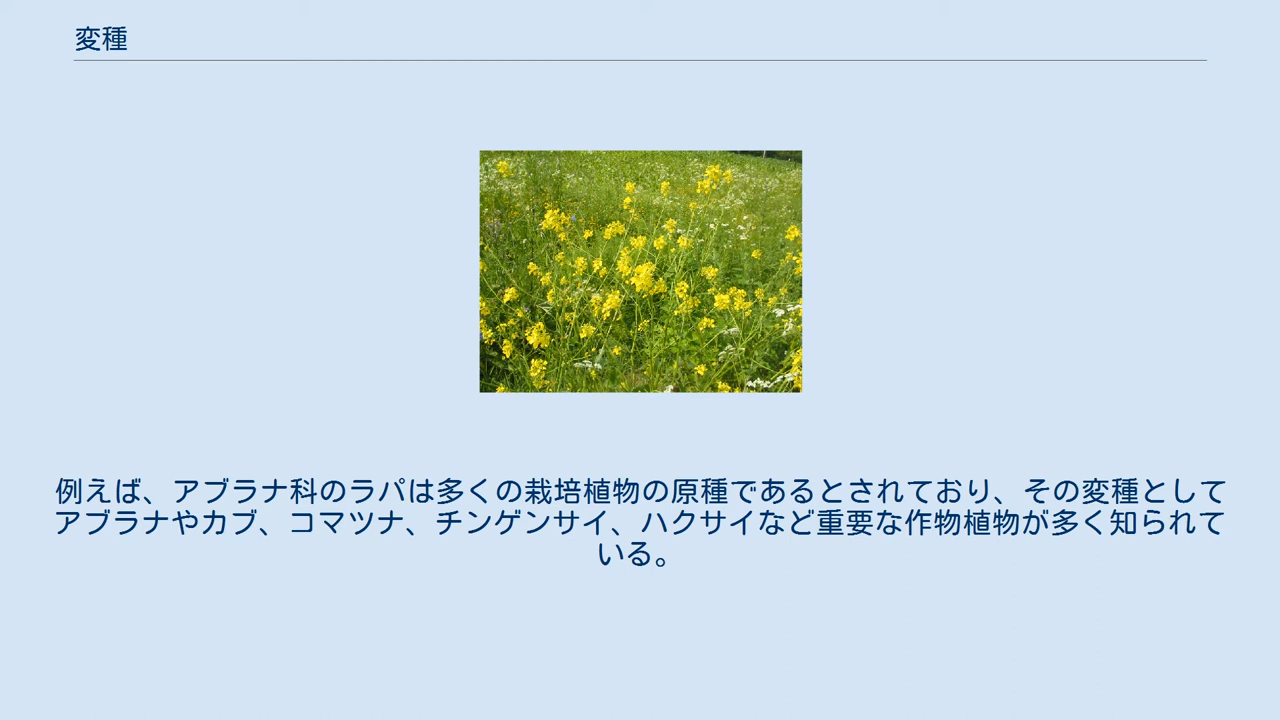 変種
例えば、アブラナ科のラパは多くの栽培植物の原種であるとされており、その変種として
アブラナやカブ、コマツナ、チンゲンサイ、ハクサイなど重要な作物植物が多く知られて
いる。